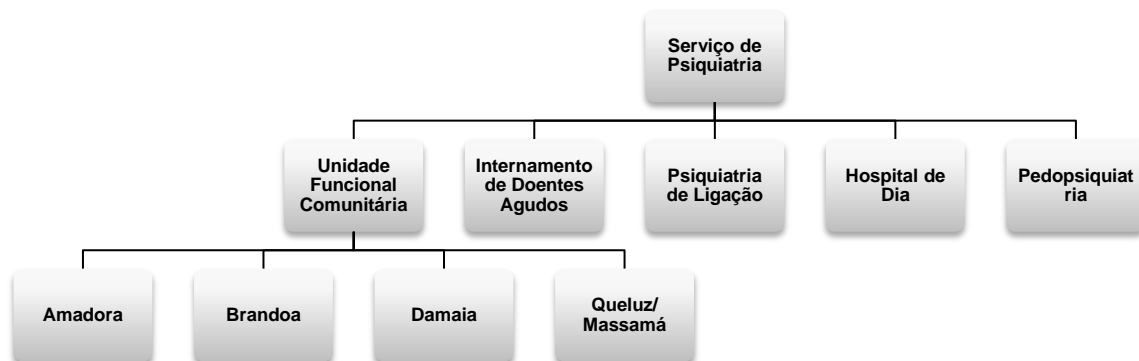 Serviço de
Psiquiatria
Unidade
Funcional
Comunitária
Internamento
de Doentes
Agudos
Psiquiatria
de Ligação
Hospital de
Dia
Pedopsiquiat
ria
Amadora
Brandoa
Damaia
Queluz/
Massamá